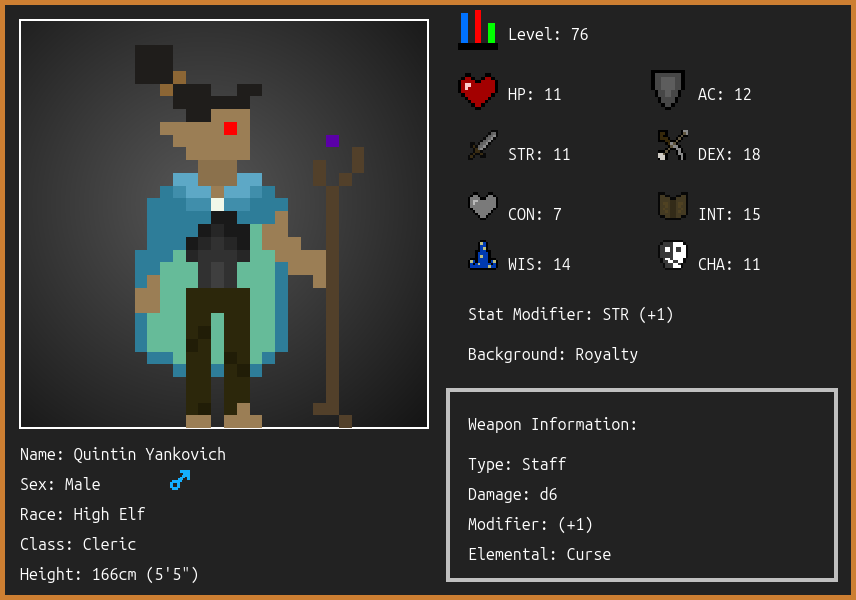 Level: 76
HP: 11
AC: 12
STR: 11
DEX: 18
CON: 7
INT: 15
WIS: 14
CHA: 11
Stat Modifier: STR (+1)
Background: Royalty
Weapon Information:
Type: Staff
Damage: d6
Modifier: (+1)
Elemental: Curse
Name: Quintin Yankovich
Sex: Male
Race: High Elf
Class: Cleric
Height: 166cm (5'5")